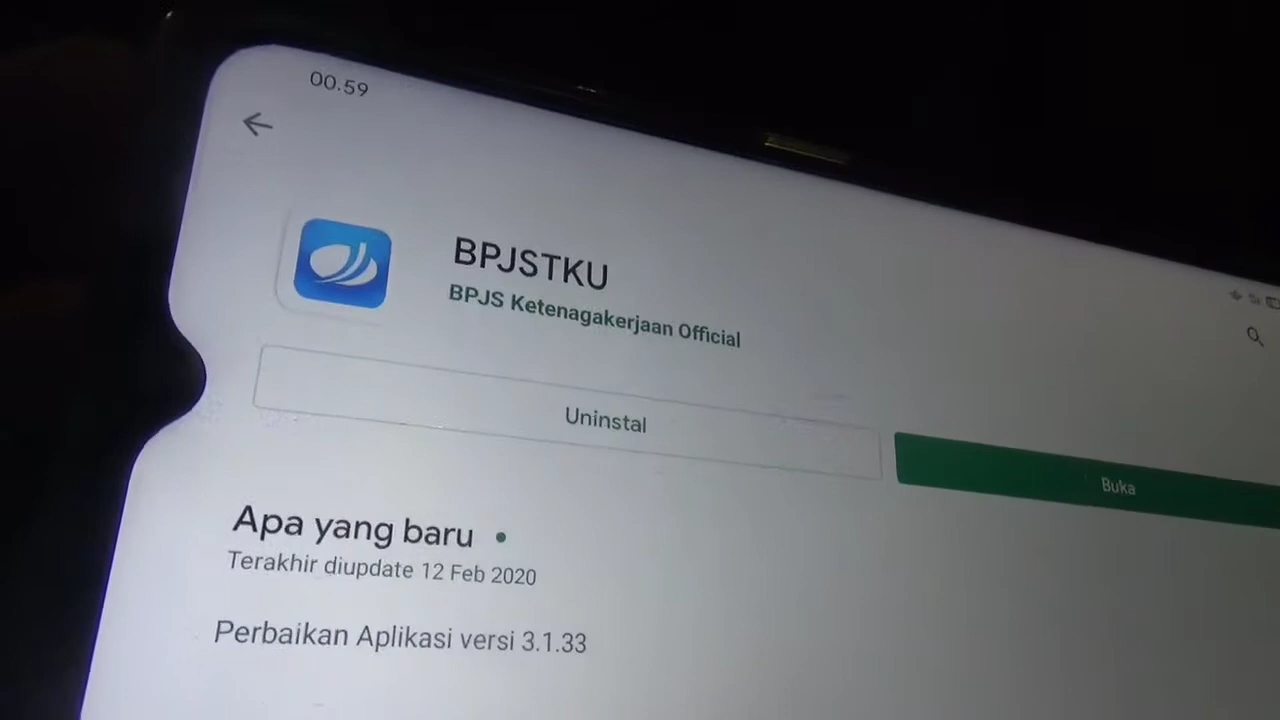 00.59
BPJSTKU
BPJS Ketenagakerjaan Official
Uninstal
Buka
Apa yang baru
Terakhir diupdate 12 Feb 2020
Perbaikan Aplikasi versi 3.1.33